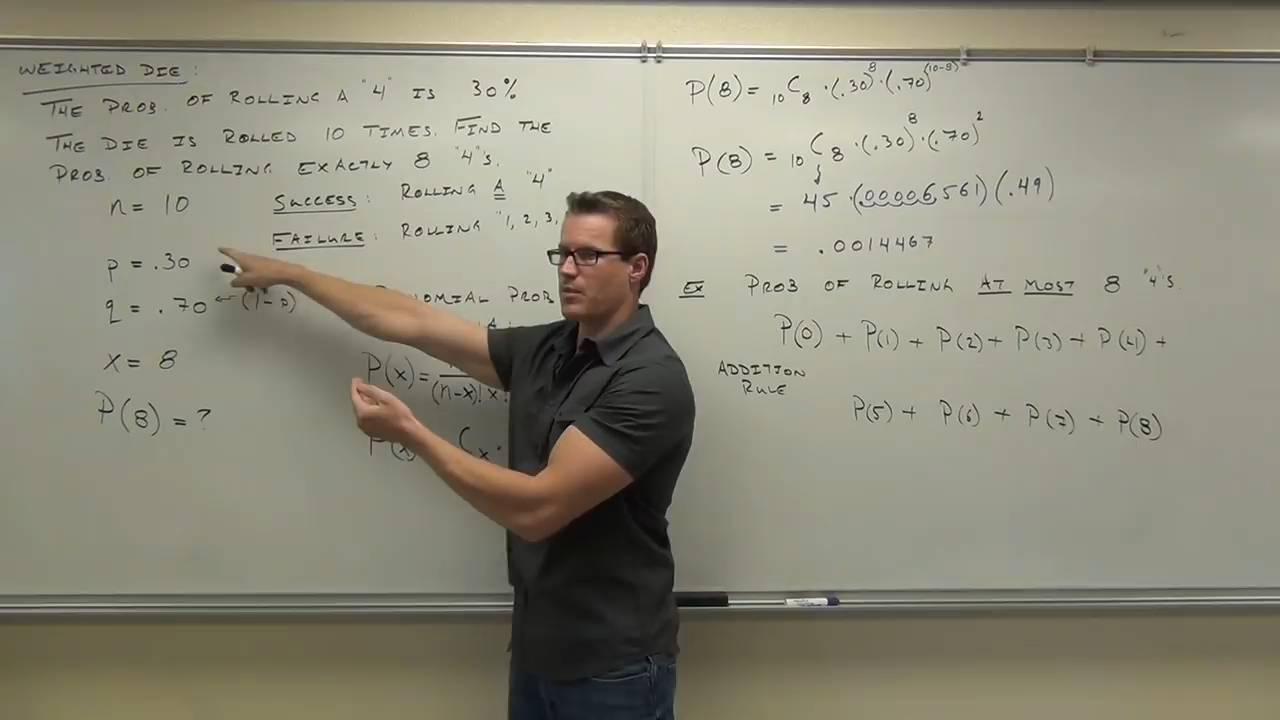 WEIGHTED DIE:
THE PROB. OF ROLLING A "4" IS 30%
THE DIE IS ROLLED 10 TIMES. FIND THE
PROB. OF ROLLING EXACTLY 8 "4"'s.
n = 10
p = .30
q = .70 ← (1-p)
x = 8
P(8) = ?
SUCCESS: ROLLING A "4"
FAILURE: ROLLING "1, 2, 3,
PROB
P(x) =
(n-x)! x!
P(x) Cx ·
P(8) = 10C8 · (.30)^8 · (.70)^(10-8)
P(8) = 10C8 · (.30)^8 · (.70)^2
= 45 · (.00006561)(.49)
= .0014467
EX PROB OF ROLLING AT MOST 8 "4"'s.
P(0) + P(1) + P(2) + P(3) + P(4) +
ADDITION
RULE
P(5) + P(6) + P(7) + P(8)